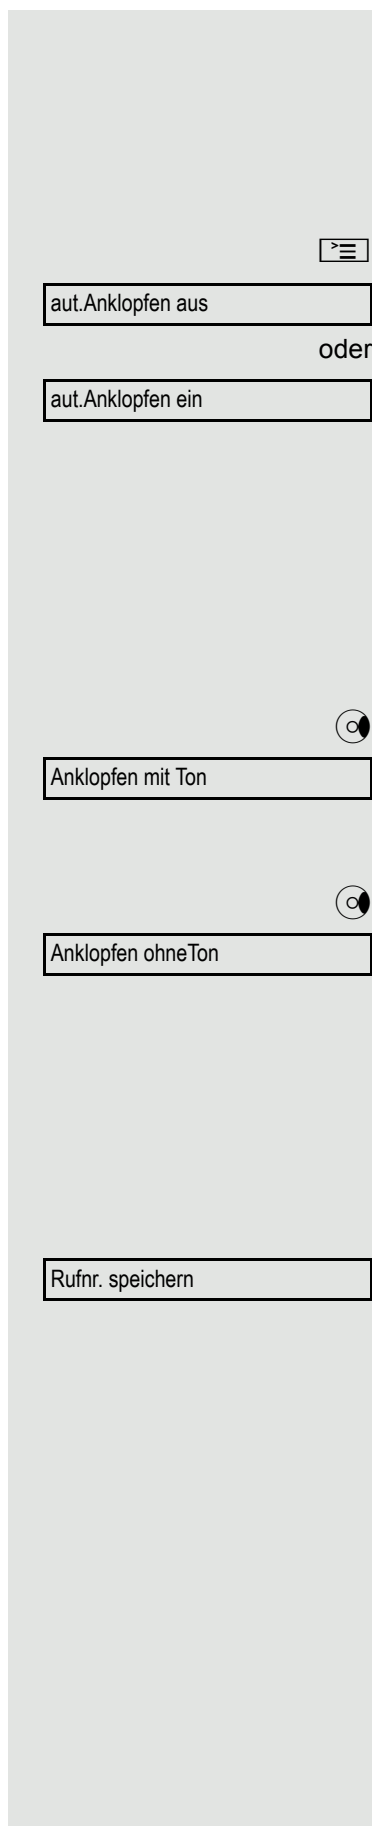 aut.Anklopfen aus
oder
aut.Anklopfen ein
Anklopfen mit Ton
Anklopfen ohneTon
Rufnr. speichern